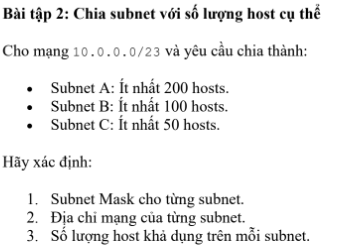 Bài tập 2: Chia subnet với số lượng host cụ thể
Cho mạng 10.0.0.0/23 và yêu cầu chia thành:
• Subnet A: Ít nhất 200 hosts.
• Subnet B: Ít nhất 100 hosts.
• Subnet C: Ít nhất 50 hosts.
Hãy xác định:
1. Subnet Mask cho từng subnet.
2. Địa chỉ mạng của từng subnet.
3. Số lượng host khả dụng trên mỗi subnet.